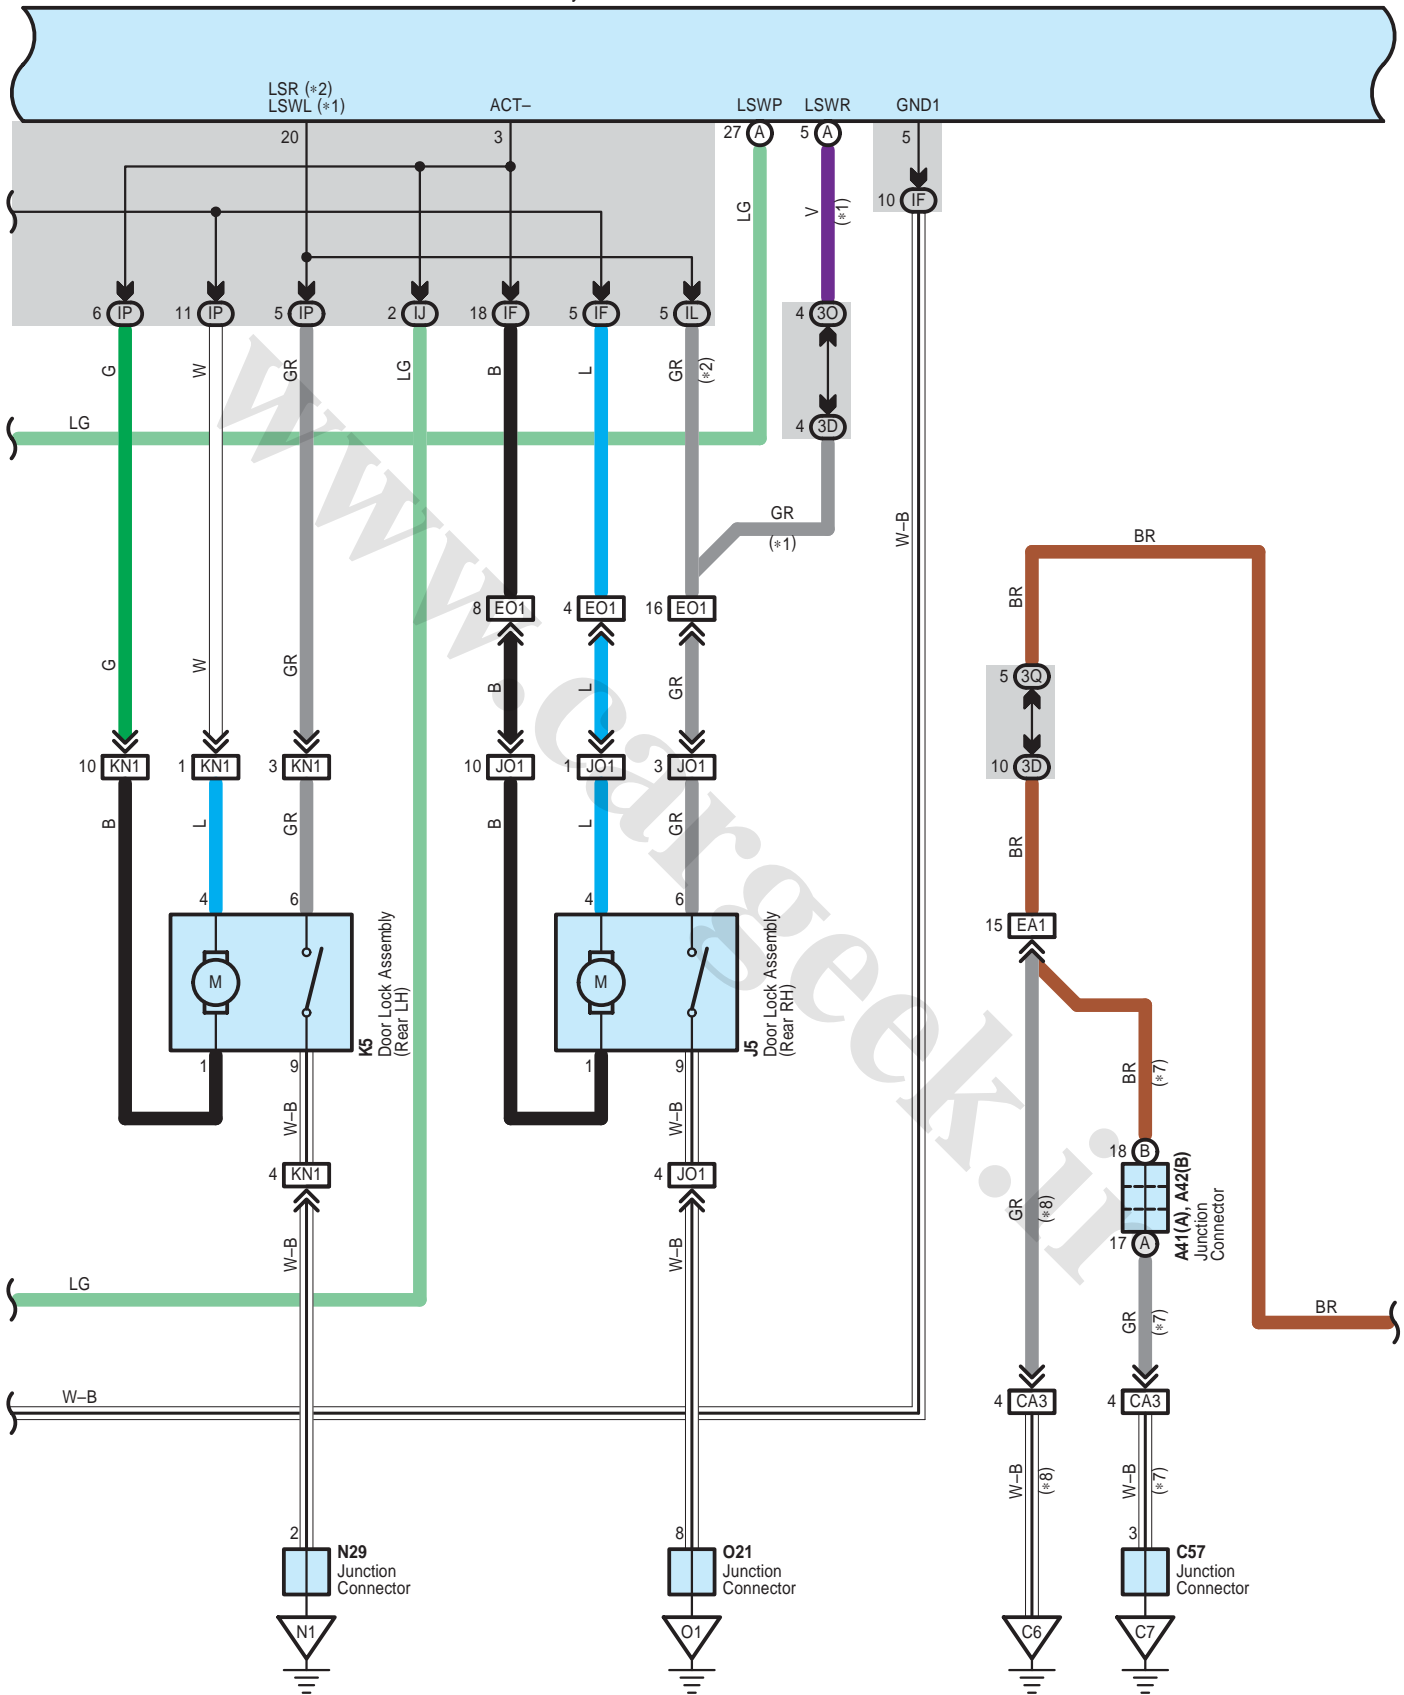 LSR (*2)
LSWL (*1)
ACT–
LSWP
LSWR
GND1
20
3
27 A
5 A
5
10 IF
LG
V
(*1)
6 IP
11 IP
5 IP
2 IJ
18 IF
5 IF
5 IL
4 3O
G
W
GR
LG
B
L
GR
(*2)
LG
4 3D
GR
(*1)
W–B
BR
BR
8 EO1
4 EO1
16 EO1
G
W
GR
B
L
GR
5 3Q
10 KN1
1 KN1
3 KN1
10 JO1
1 JO1
3 JO1
10 3D
B
L
GR
B
L
GR
BR
4
6
4
6
15 EA1
M
M
K5
Door Lock Assembly
(Rear LH)
J5
Door Lock Assembly
(Rear RH)
1
9
1
9
BR
(*7)
W–B
W–B
18 B
4 KN1
4 JO1
A41(A), A42(B)
Junction
Connector
GR
(*8)
17 A
W–B
W–B
LG
GR
(*7)
BR
W–B
4 CA3
4 CA3
W–B
(*8)
W–B
(*7)
2
8
3
N29
Junction
Connector
O21
Junction
Connector
C57
Junction
Connector
N1
O1
C6
C7
www.cargeek.ir